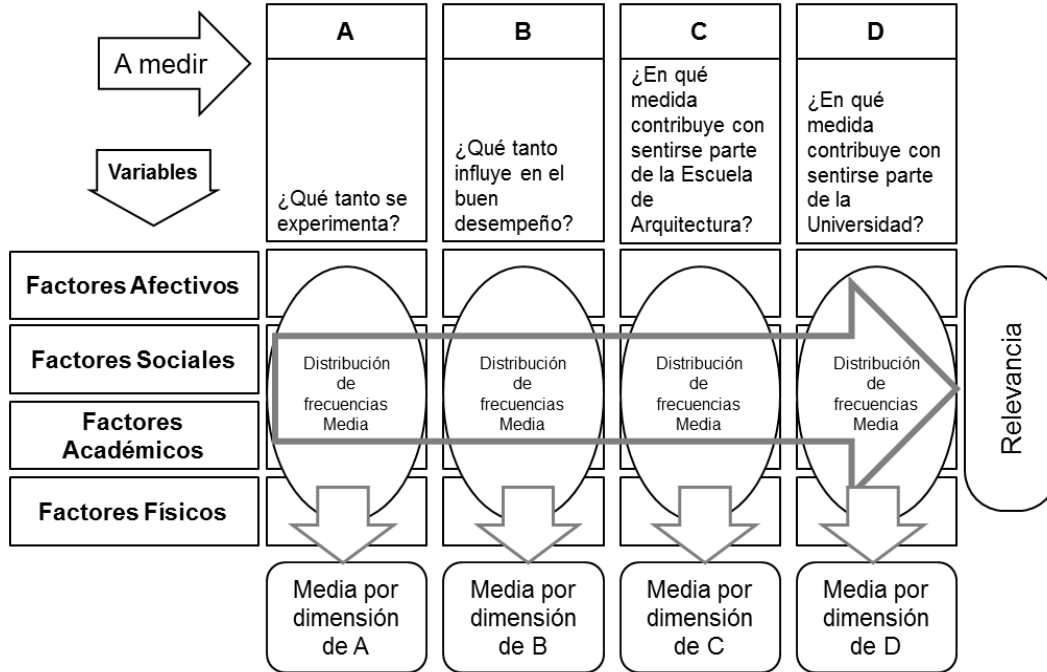 A medir
A
B
C
D
Variables
¿Qué tanto se
experimenta?
¿Qué tanto
influye en el
buen
desempeño?
¿En qué
medida
contribuye con
sentirse parte
de la Escuela
de
Arquitectura?
¿En qué
medida
contribuye con
sentirse parte
de la
Universidad?
Factores Afectivos
Factores Sociales
Factores
Académicos
Factores Físicos
Distribución
de
frecuencias
Media
Distribución
de
frecuencias
Media
Distribución
de
frecuencias
Media
Distribución
de
frecuencias
Media
Relevancia
Media por
dimensión
de A
Media por
dimensión
de B
Media por
dimensión
de C
Media por
dimensión
de D